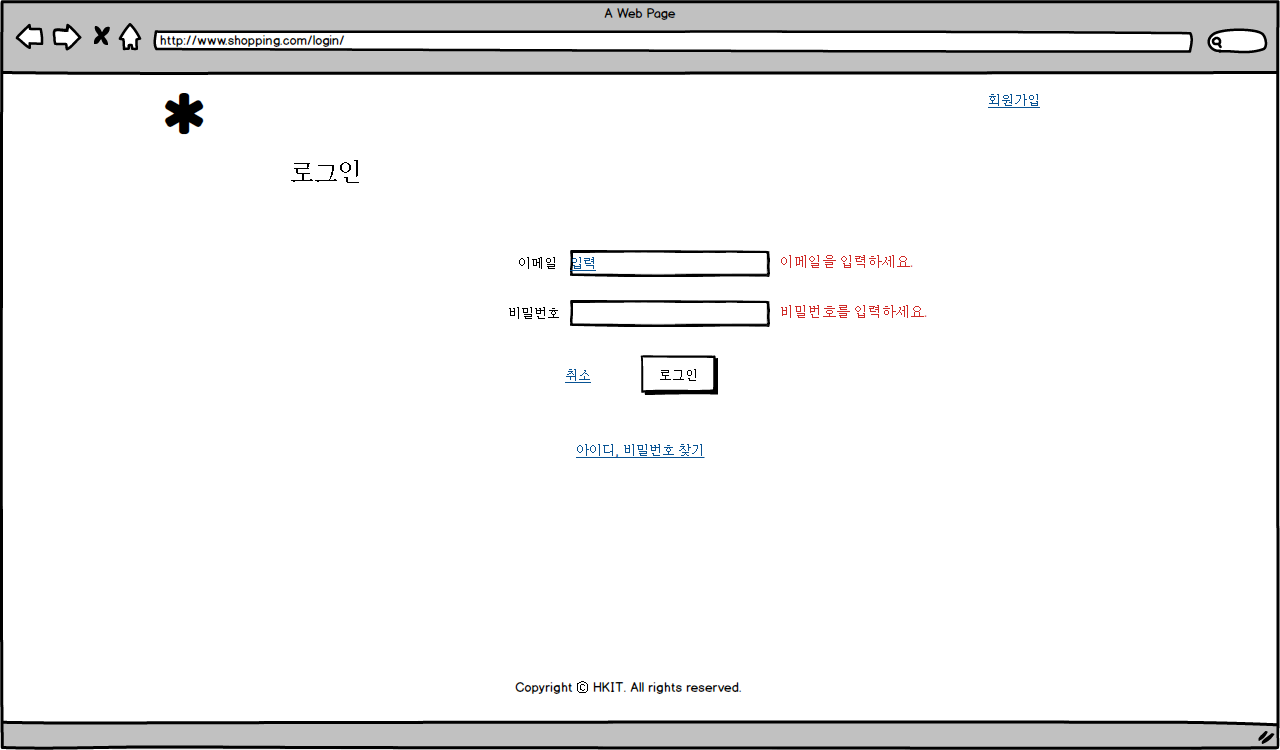 A Web Page
http://www.shopping.com/login/
회원가입
로그인
이메일 입력 이메일을 입력하세요.
비밀번호 비밀번호를 입력하세요.
취소 로그인
아이디, 비밀번호 찾기
Copyright © HKIT. All rights reserved.